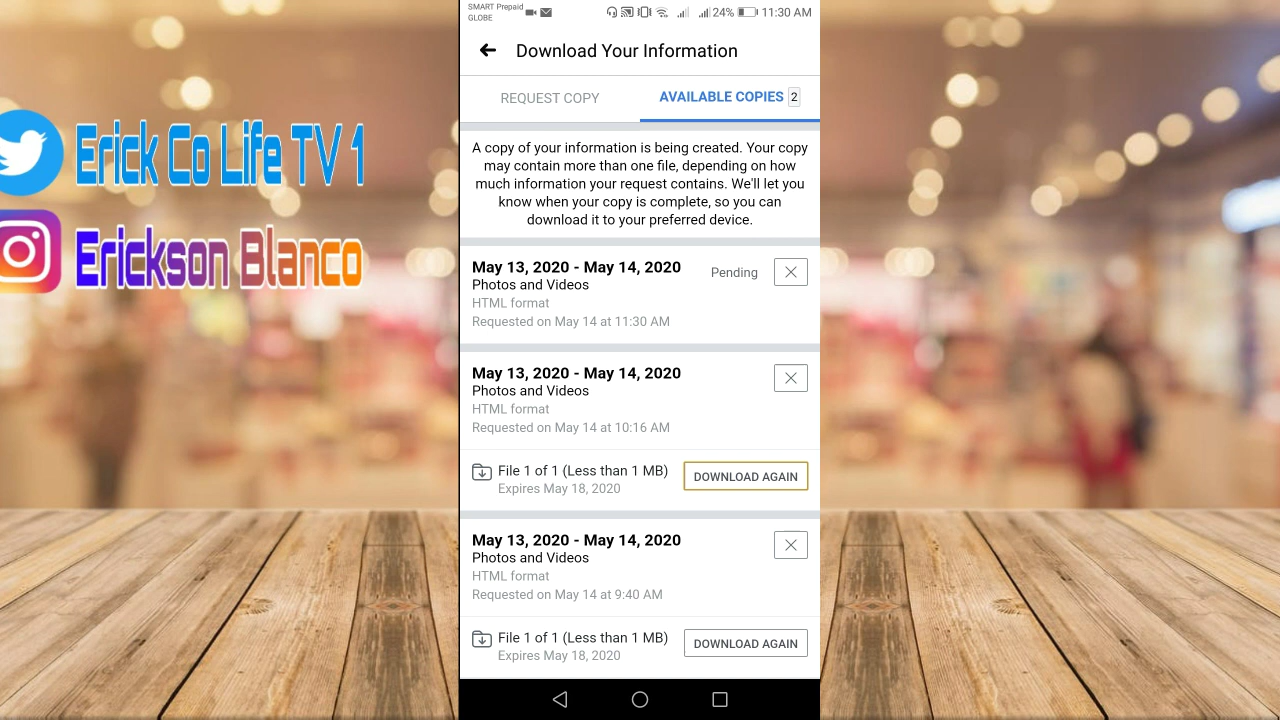 Erick Co Life TV 1
Erickson Blanco
SMART Prepaid
GLOBE
24%
11:30 AM
Download Your Information
REQUEST COPY
AVAILABLE COPIES 2
A copy of your information is being created. Your copy
may contain more than one file, depending on how
much information your request contains. We'll let you
know when your copy is complete, so you can
download it to your preferred device.
May 13, 2020 - May 14, 2020
Pending
Photos and Videos
HTML format
Requested on May 14 at 11:30 AM
May 13, 2020 - May 14, 2020
Photos and Videos
HTML format
Requested on May 14 at 10:16 AM
File 1 of 1 (Less than 1 MB)
Expires May 18, 2020
DOWNLOAD AGAIN
May 13, 2020 - May 14, 2020
Photos and Videos
HTML format
Requested on May 14 at 9:40 AM
File 1 of 1 (Less than 1 MB)
Expires May 18, 2020
DOWNLOAD AGAIN